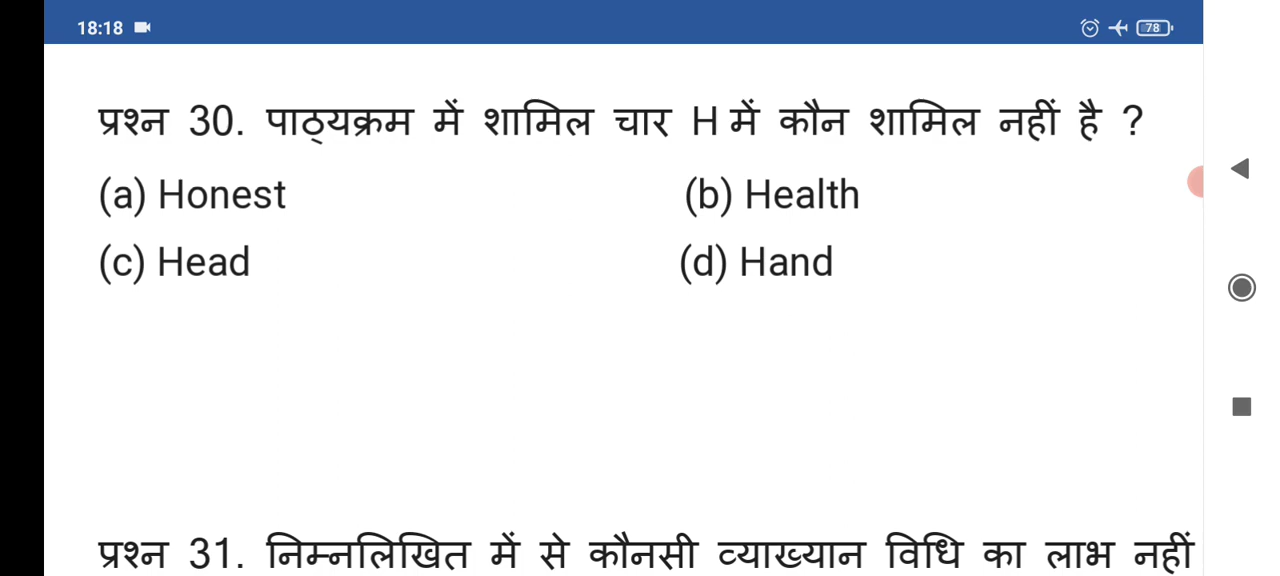 18:18
78
प्रश्न 30. पाठ्यक्रम में शामिल चार H में कौन शामिल नहीं है ?
(a) Honest (b) Health
(c) Head (d) Hand
प्रश्न 31. निम्नलिखित में से कौनसी व्याख्यान विधि का लाभ नहीं